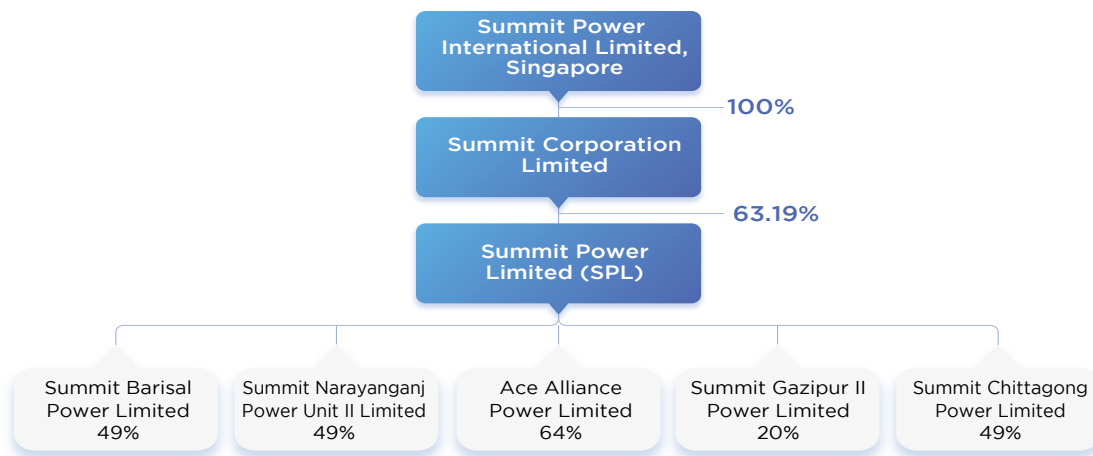 Summit Power
International Limited,
Singapore
100%
Summit Corporation
Limited
63.19%
Summit Power
Limited (SPL)
Summit Barisal
Power Limited
49%
Summit Narayanganj
Power Unit II Limited
49%
Ace Alliance
Power Limited
64%
Summit Gazipur II
Power Limited
20%
Summit Chittagong
Power Limited
49%